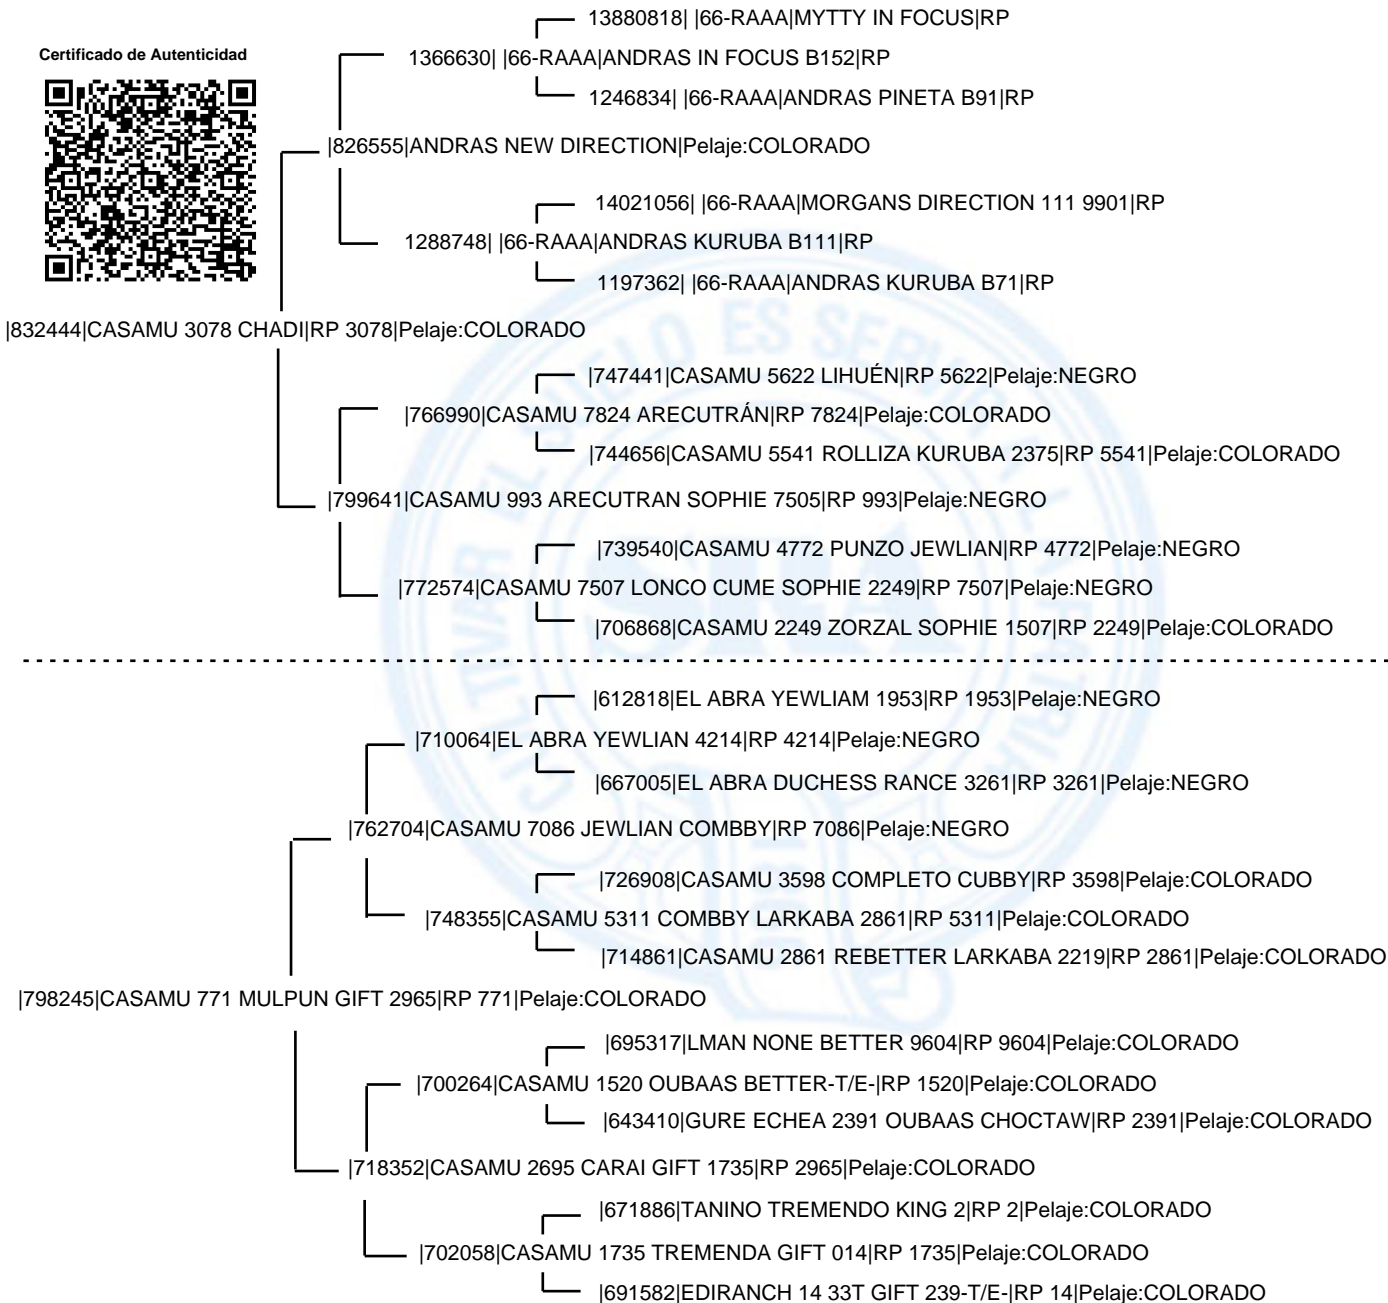 13880818| |66-RAAA|MYTTY IN FOCUS|RP
Certificado de Autenticidad
1366630| |66-RAAA|ANDRAS IN FOCUS B152|RP
1246834| |66-RAAA|ANDRAS PINETA B91|RP
|826555|ANDRAS NEW DIRECTION|Pelaje:COLORADO
14021056| |66-RAAA|MORGANS DIRECTION 111 9901|RP
1288748| |66-RAAA|ANDRAS KURUBA B111|RP
1197362| |66-RAAA|ANDRAS KURUBA B71|RP
|832444|CASAMU 3078 CHADI|RP 3078|Pelaje:COLORADO
|747441|CASAMU 5622 LIHUÉN|RP 5622|Pelaje:NEGRO
|766990|CASAMU 7824 ARECUTRÁN|RP 7824|Pelaje:COLORADO
|744656|CASAMU 5541 ROLLIZA KURUBA 2375|RP 5541|Pelaje:COLORADO
|799641|CASAMU 993 ARECUTRAN SOPHIE 7505|RP 993|Pelaje:NEGRO
|739540|CASAMU 4772 PUNZO JEWLIAN|RP 4772|Pelaje:NEGRO
|772574|CASAMU 7507 LONCO CUME SOPHIE 2249|RP 7507|Pelaje:NEGRO
|706868|CASAMU 2249 ZORZAL SOPHIE 1507|RP 2249|Pelaje:COLORADO
|612818|EL ABRA YEWLIAM 1953|RP 1953|Pelaje:NEGRO
|710064|EL ABRA YEWLIAN 4214|RP 4214|Pelaje:NEGRO
|667005|EL ABRA DUCHESS RANCE 3261|RP 3261|Pelaje:NEGRO
|762704|CASAMU 7086 JEWLIAN COMBBY|RP 7086|Pelaje:NEGRO
|726908|CASAMU 3598 COMPLETO CUBBY|RP 3598|Pelaje:COLORADO
|748355|CASAMU 5311 COMBBY LARKABA 2861|RP 5311|Pelaje:COLORADO
|714861|CASAMU 2861 REBETTER LARKABA 2219|RP 2861|Pelaje:COLORADO
|798245|CASAMU 771 MULPUN GIFT 2965|RP 771|Pelaje:COLORADO
|695317|LMAN NONE BETTER 9604|RP 9604|Pelaje:COLORADO
|700264|CASAMU 1520 OUBAAS BETTER-T/E-|RP 1520|Pelaje:COLORADO
|643410|GURE ECHEA 2391 OUBAAS CHOCTAW|RP 2391|Pelaje:COLORADO
|718352|CASAMU 2695 CARAI GIFT 1735|RP 2965|Pelaje:COLORADO
|671886|TANINO TREMENDO KING 2|RP 2|Pelaje:COLORADO
|702058|CASAMU 1735 TREMENDA GIFT 014|RP 1735|Pelaje:COLORADO
|691582|EDIRANCH 14 33T GIFT 239-T/E-|RP 14|Pelaje:COLORADO
CULTIVAR EL SUELO ES SERVIR A LA PATRIA
SRA
1866